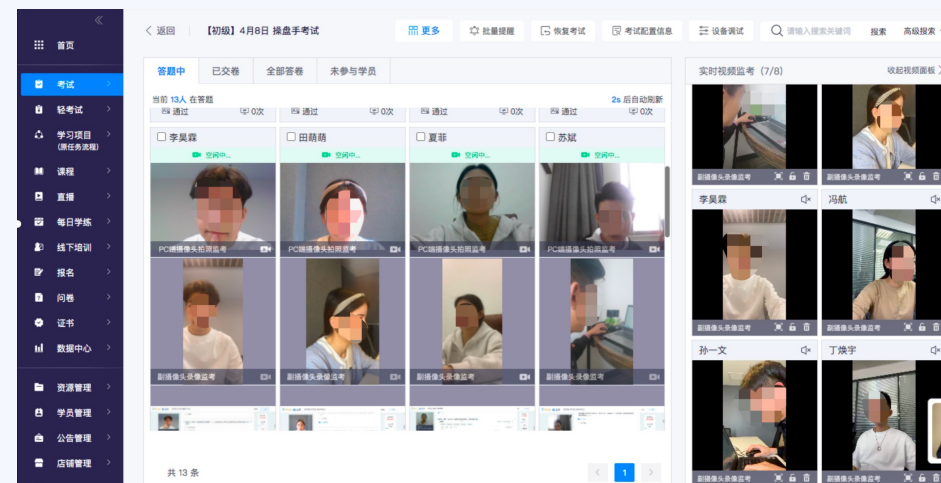 首页
考试
轻考试
学习项目
(原任务流程)
课程
直播
每日学练
线下培训
报名
问卷
证书
数据中心
资源管理
学员管理
公告管理
店铺管理
返回 【初级】4月8日 操盘手考试 更多 批量提醒 恢复考试 考试配置信息 设备调试 请输入搜索关键词 搜索 高级搜索
答题中 已交卷 全部答卷 未参与学员
当前 13人 在答题 2s 后自动刷新
通过 0次 通过 0次 通过 0次 通过 0次
李昊霖 田萌萌 夏菲 苏斌
空闲中... 空闲中... 空闲中... 空闲中...
PC端摄像头拍照监考 PC端摄像头拍照监考 PC端摄像头拍照监考 PC端摄像头拍照监考
副摄像头录像监考 副摄像头录像监考 副摄像头录像监考 副摄像头录像监考
共 13 条 1
实时视频监考 (7/8) 收起视频面板
副摄像头录像监考 副摄像头录像监考
李昊霖 冯航
副摄像头录像监考 副摄像头录像监考
孙一文 丁焕宇
副摄像头录像监考 副摄像头录像监考